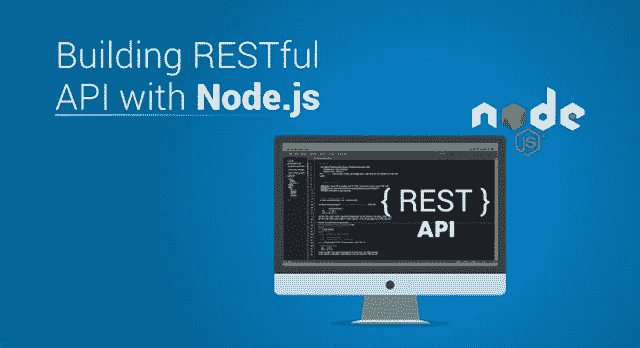 Building RESTful
API with Node.js
node
JS
{ REST }
API